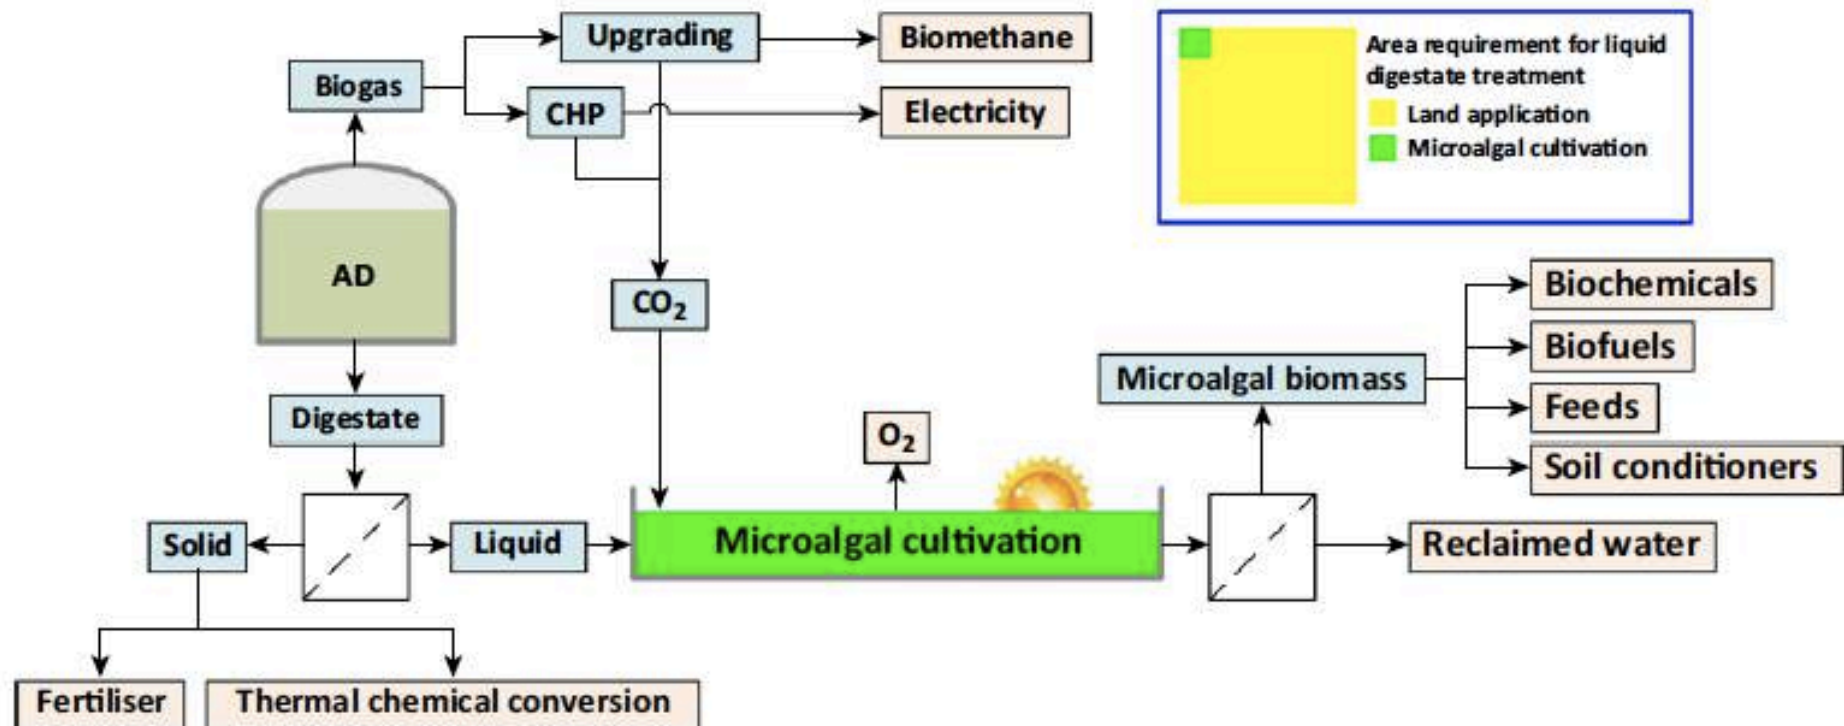 Upgrading
Biomethane
Biogas
CHP
Electricity
Area requirement for liquid
digestate treatment
Land application
Microalgal cultivation
AD
CO₂
Biochemicals
Biofuels
Microalgal biomass
Feeds
Digestate
O₂
Soil conditioners
Solid
Liquid
Microalgal cultivation
Reclaimed water
Fertiliser
Thermal chemical conversion